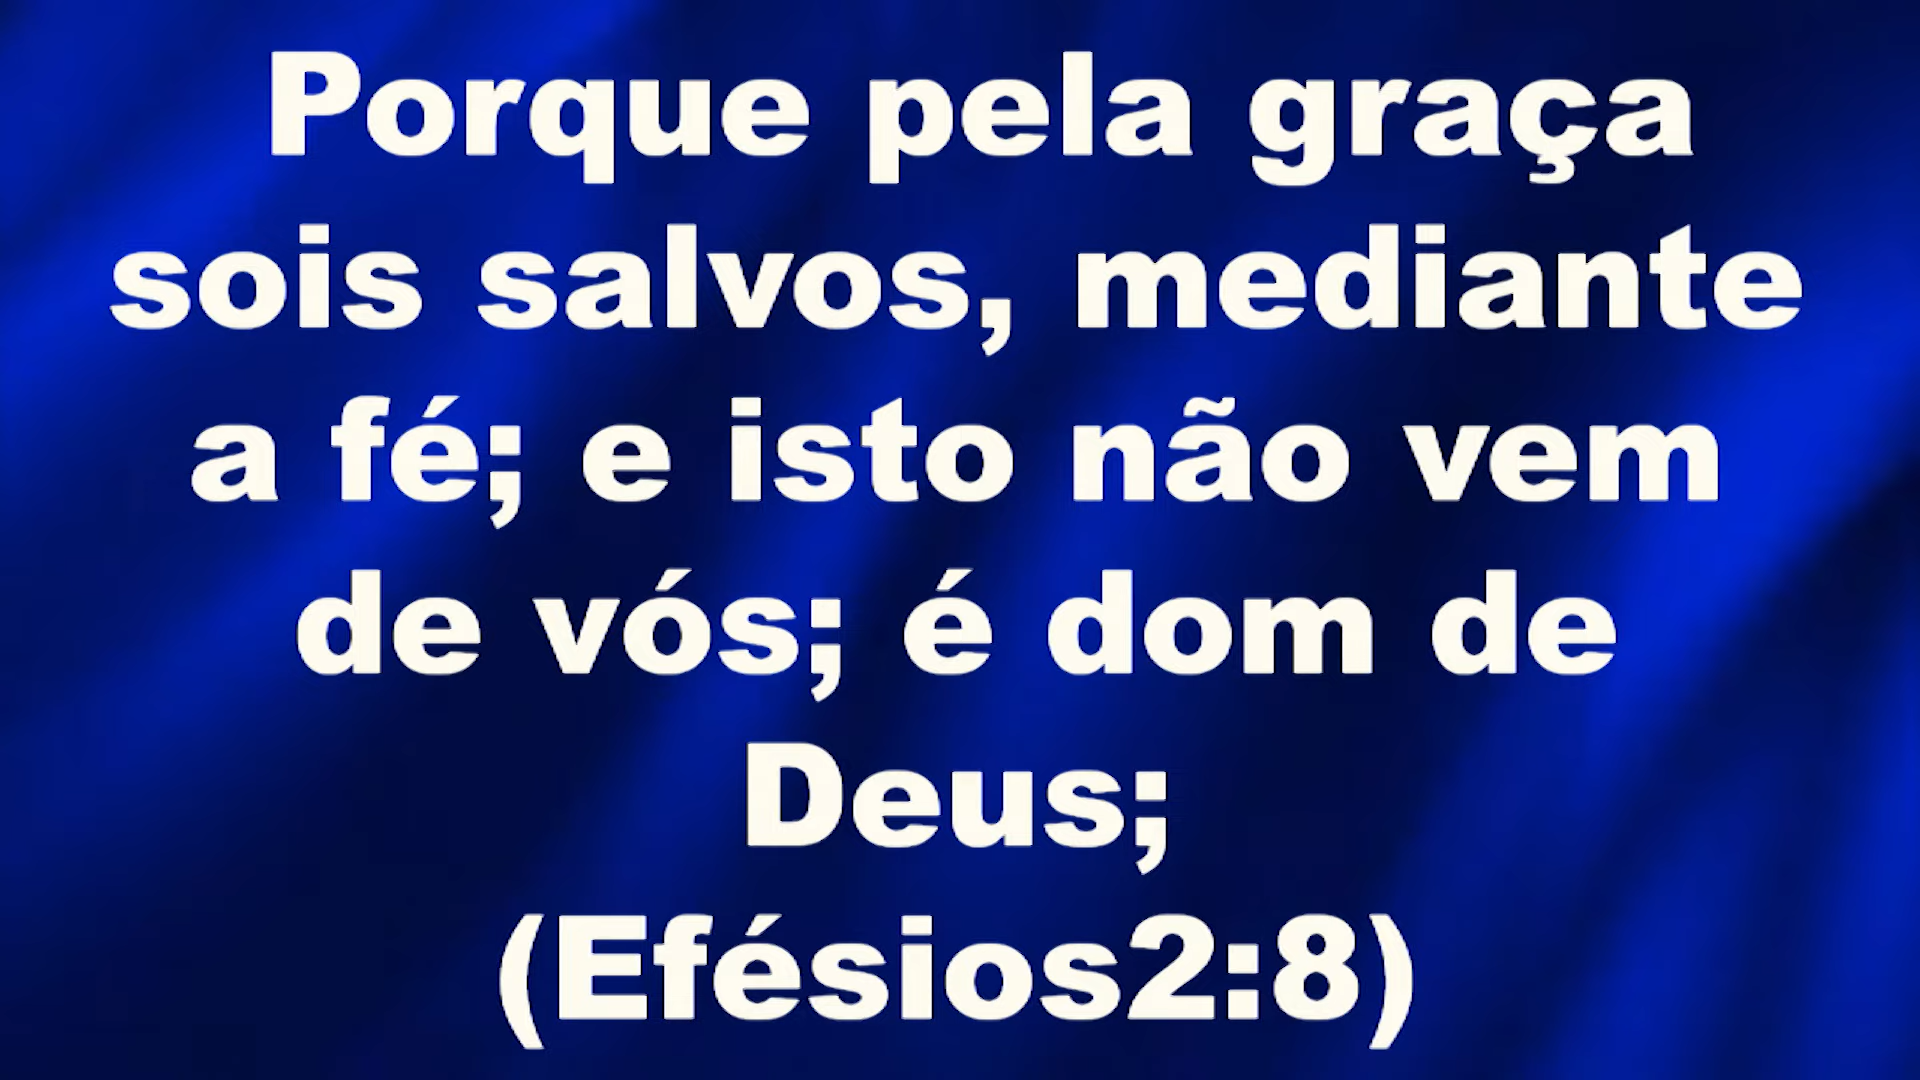 Porque pela graça
sois salvos, mediante
a fé; e isto não vem
de vós; é dom de
Deus;
(Efésios2:8)